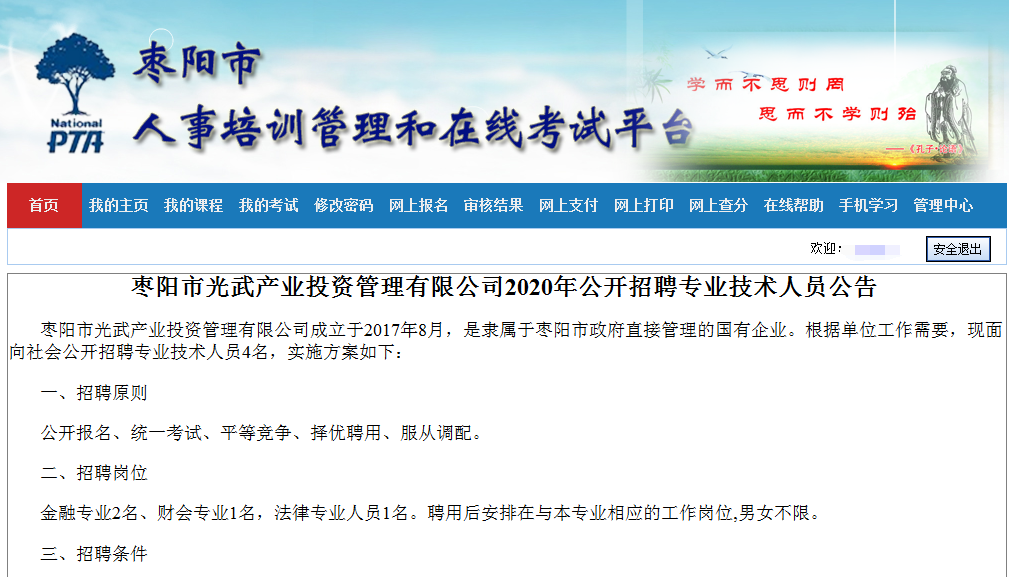 枣阳市
人事培训管理和在线考试平台
National
PTA
学而不思则罔
思而不学则殆
——《孔子·论语》
首页 我的主页 我的课程 我的考试 修改密码 网上报名 审核结果 网上支付 网上打印 网上查分 在线帮助 手机学习 管理中心
欢迎: 安全退出
枣阳市光武产业投资管理有限公司2020年公开招聘专业技术人员公告
枣阳市光武产业投资管理有限公司成立于2017年8月，是隶属于枣阳市政府直接管理的国有企业。根据单位工作需要，现面
向社会公开招聘专业技术人员4名，实施方案如下：
一、招聘原则
公开报名、统一考试、平等竞争、择优聘用、服从调配。
二、招聘岗位
金融专业2名、财会专业1名，法律专业人员1名。聘用后安排在与本专业相应的工作岗位,男女不限。
三、招聘条件